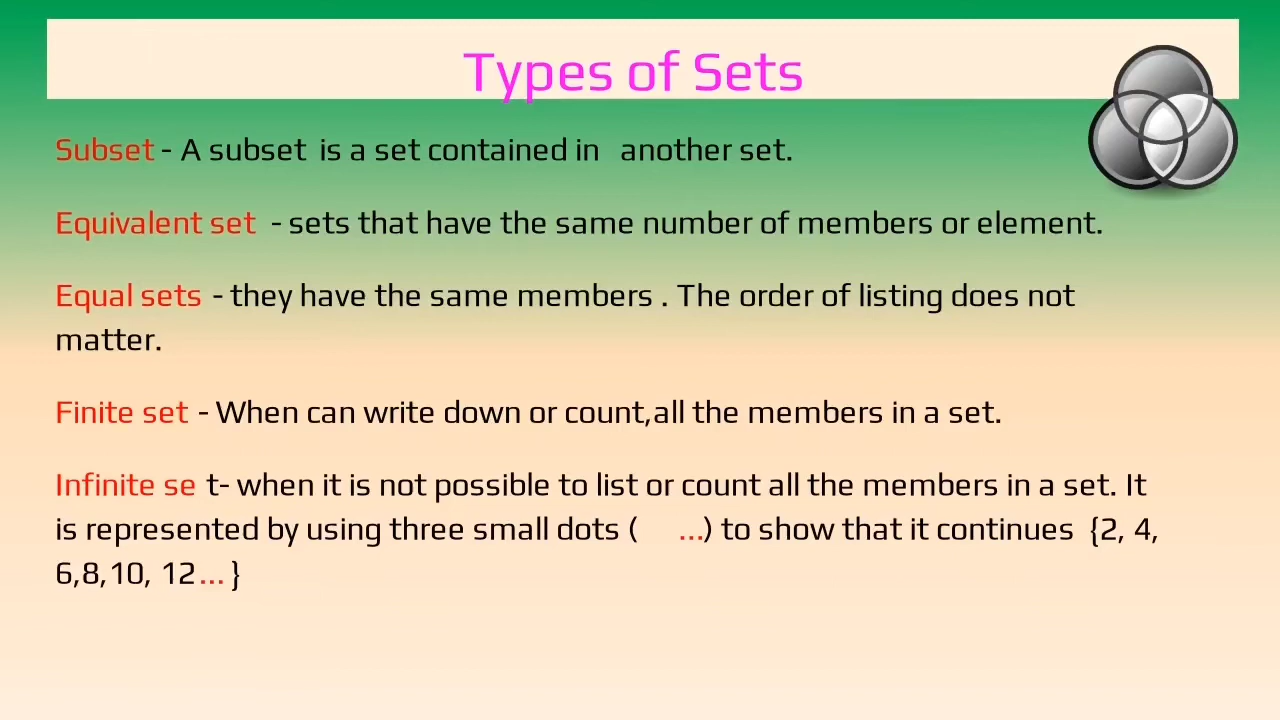 Types of Sets
Subset - A subset is a set contained in another set.
Equivalent set - sets that have the same number of members or element.
Equal sets - they have the same members . The order of listing does not
matter.
Finite set - When can write down or count,all the members in a set.
Infinite se t- when it is not possible to list or count all the members in a set. It
is represented by using three small dots ( ...) to show that it continues {2, 4,
6,8,10, 12... }